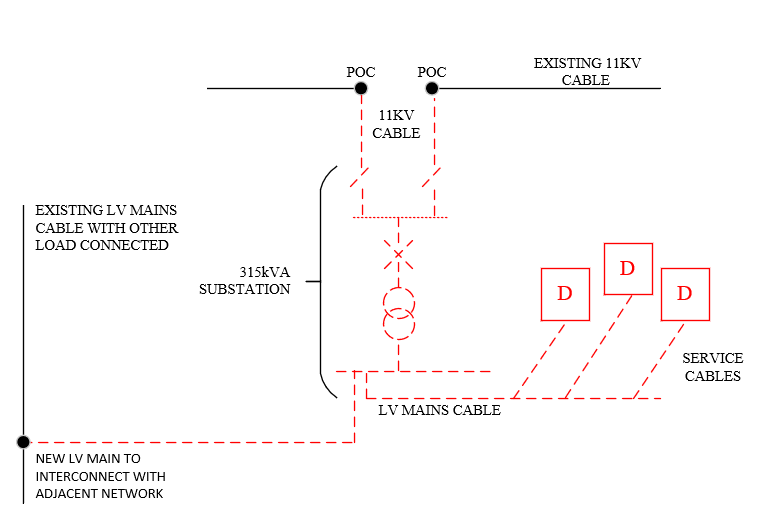 POC
POC
EXISTING 11KV
CABLE
11KV
CABLE
EXISTING LV MAINS
CABLE WITH OTHER
LOAD CONNECTED
315kVA
SUBSTATION
D
D
D
SERVICE
CABLES
LV MAINS CABLE
NEW LV MAIN TO
INTERCONNECT WITH
ADJACENT NETWORK